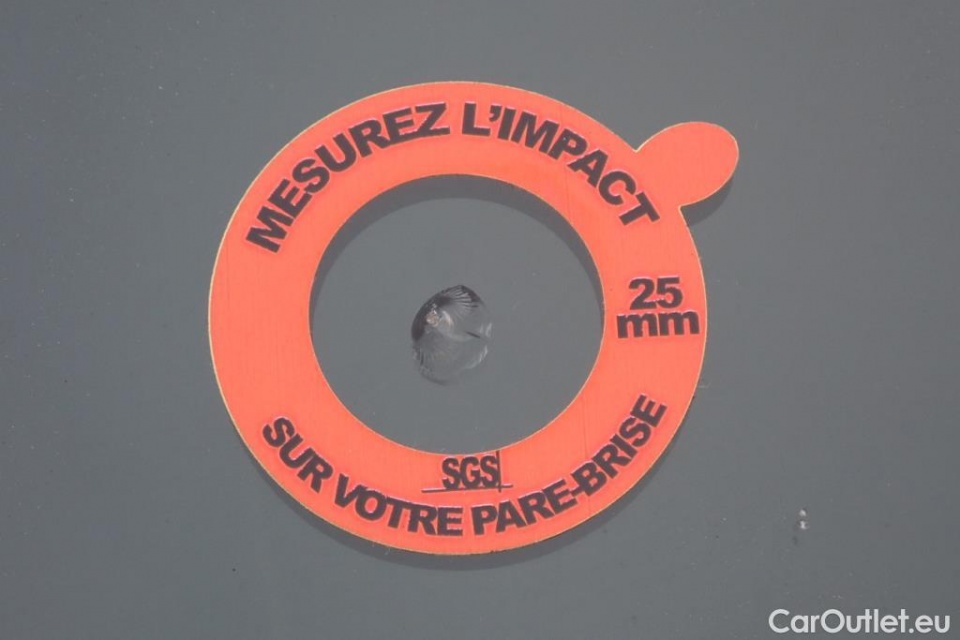 MESUREZ L'IMPACT
25
mm
SGS
SUR VOTRE PARE-BRISE
CarOutlet.eu